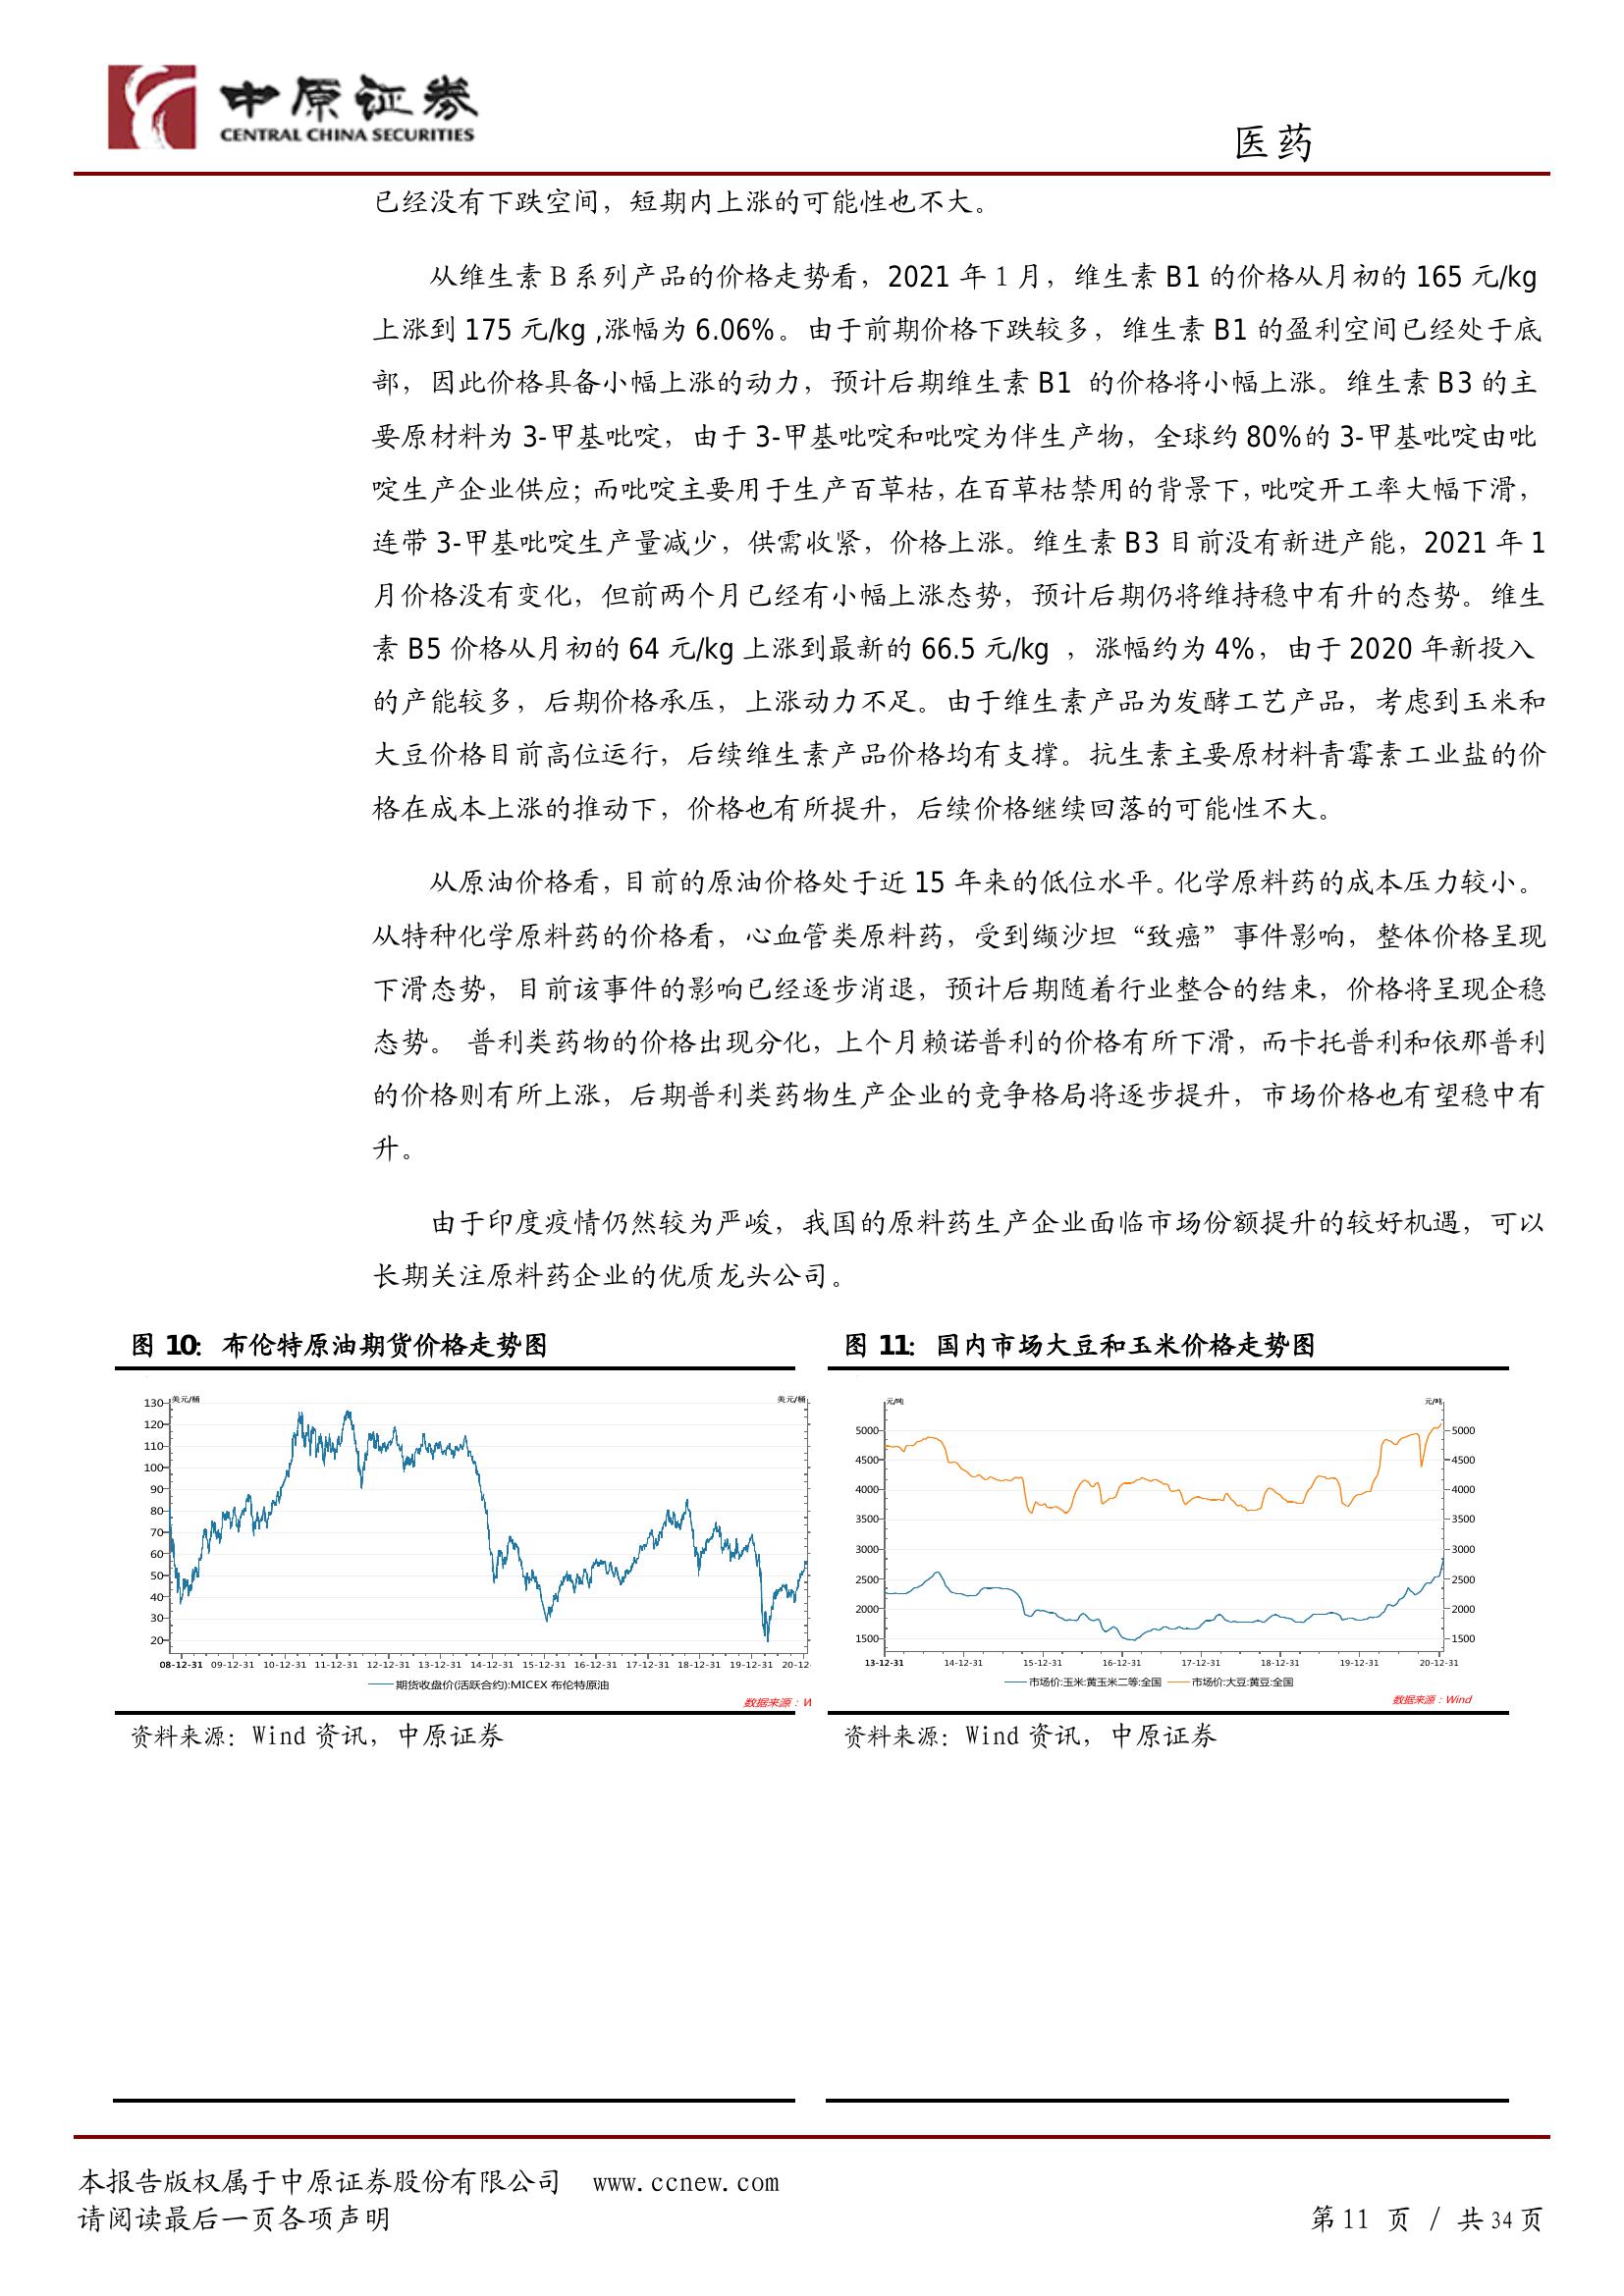 中原证券
CENTRAL CHINA SECURITIES
医药
已经没有下跌空间，短期内上涨的可能性也不大。
从维生素 B 系列产品的价格走势看，2021 年 1 月，维生素 B1 的价格从月初的 165 元/kg
上涨到 175 元/kg ,涨幅为 6.06%。由于前期价格下跌较多，维生素 B1 的盈利空间已经处于底
部，因此价格具备小幅上涨的动力，预计后期维生素 B1 的价格将小幅上涨。维生素 B3 的主
要原材料为 3-甲基吡啶，由于 3-甲基吡啶和吡啶为伴生产物，全球约 80%的 3-甲基吡啶由吡
啶生产企业供应；而吡啶主要用于生产百草枯，在百草枯禁用的背景下，吡啶开工率大幅下滑，
连带 3-甲基吡啶生产量减少，供需收紧，价格上涨。维生素 B3 目前没有新进产能，2021 年 1
月价格没有变化，但前两个月已经有小幅上涨态势，预计后期仍将维持稳中有升的态势。维生
素 B5 价格从月初的 64 元/kg 上涨到最新的 66.5 元/kg ，涨幅约为 4%，由于 2020 年新投入
的产能较多，后期价格承压，上涨动力不足。由于维生素产品为发酵工艺产品，考虑到玉米和
大豆价格目前高位运行，后续维生素产品价格均有支撑。抗生素主要原材料青霉素工业盐的价
格在成本上涨的推动下，价格也有所提升，后续价格继续回落的可能性不大。
从原油价格看，目前的原油价格处于近 15 年来的低位水平。化学原料药的成本压力较小。
从特种化学原料药的价格看，心血管类原料药，受到缬沙坦“致癌”事件影响，整体价格呈现
下滑态势，目前该事件的影响已经逐步消退，预计后期随着行业整合的结束，价格将呈现企稳
态势。 普利类药物的价格出现分化，上个月赖诺普利的价格有所下滑，而卡托普利和依那普利
的价格则有所上涨，后期普利类药物生产企业的竞争格局将逐步提升，市场价格也有望稳中有
升。
由于印度疫情仍然较为严峻，我国的原料药生产企业面临市场份额提升的较好机遇，可以
长期关注原料药企业的优质龙头公司。
图 10：布伦特原油期货价格走势图
美元/桶 美元/桶
130
120
110
100
90
80
70
60
50
40
30
20
08-12-31 09-12-31 10-12-31 11-12-31 12-12-31 13-12-31 14-12-31 15-12-31 16-12-31 17-12-31 18-12-31 19-12-31 20-12-
期货收盘价(活跃合约):MICEX 布伦特原油
数据来源：W
资料来源：Wind 资讯，中原证券
图 11：国内市场大豆和玉米价格走势图
元/吨 元/吨
5000 5000
4500 4500
4000 4000
3500 3500
3000 3000
2500 2500
2000 2000
1500 1500
13-12-31 14-12-31 15-12-31 16-12-31 17-12-31 18-12-31 19-12-31 20-12-31
市场价:玉米:黄玉米二等:全国 市场价:大豆:黄豆:全国
数据来源：Wind
资料来源：Wind 资讯，中原证券
本报告版权属于中原证券股份有限公司 www.ccnew.com
请阅读最后一页各项声明
第 11 页 / 共 34 页